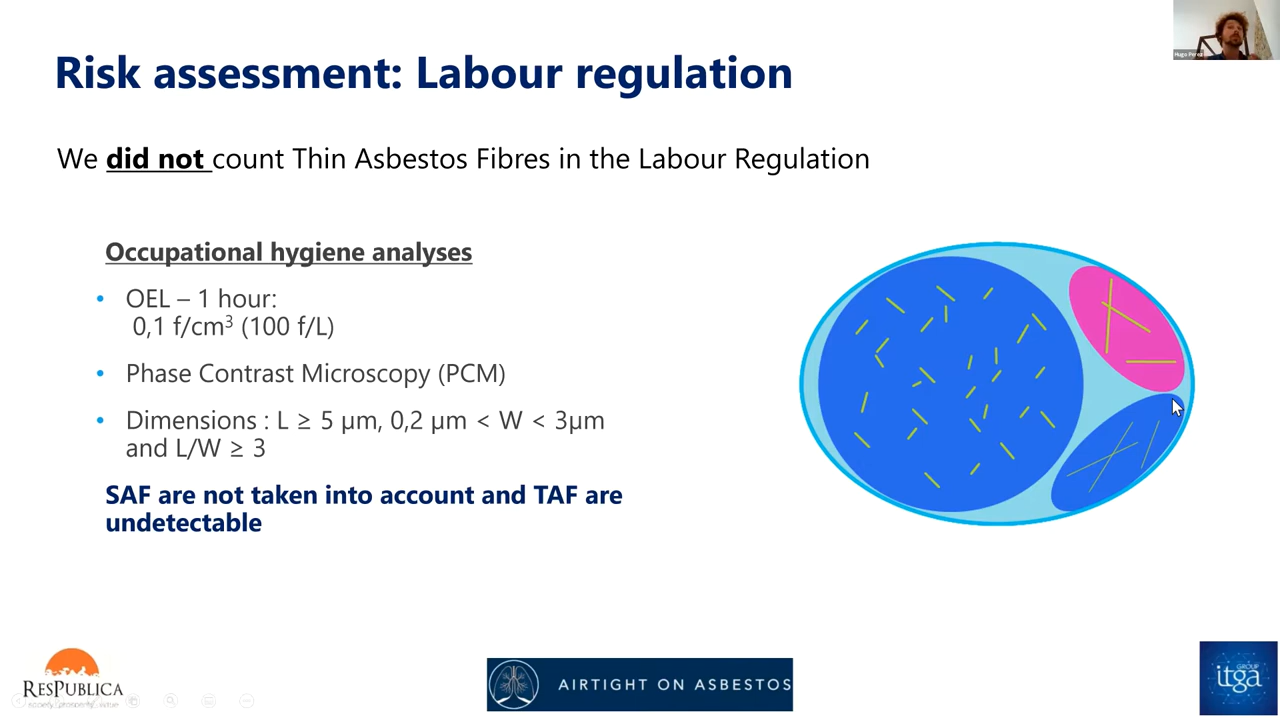 Hugo Perez
Risk assessment: Labour regulation
We did not count Thin Asbestos Fibres in the Labour Regulation
Occupational hygiene analyses
• OEL – 1 hour:
0,1 f/cm³ (100 f/L)
• Phase Contrast Microscopy (PCM)
• Dimensions : L ≥ 5 μm, 0,2 μm < W < 3μm
and L/W ≥ 3
SAF are not taken into account and TAF are
undetectable
RESPUBLICA
AIRTIGHT ON ASBESTOS
GROUP
itga